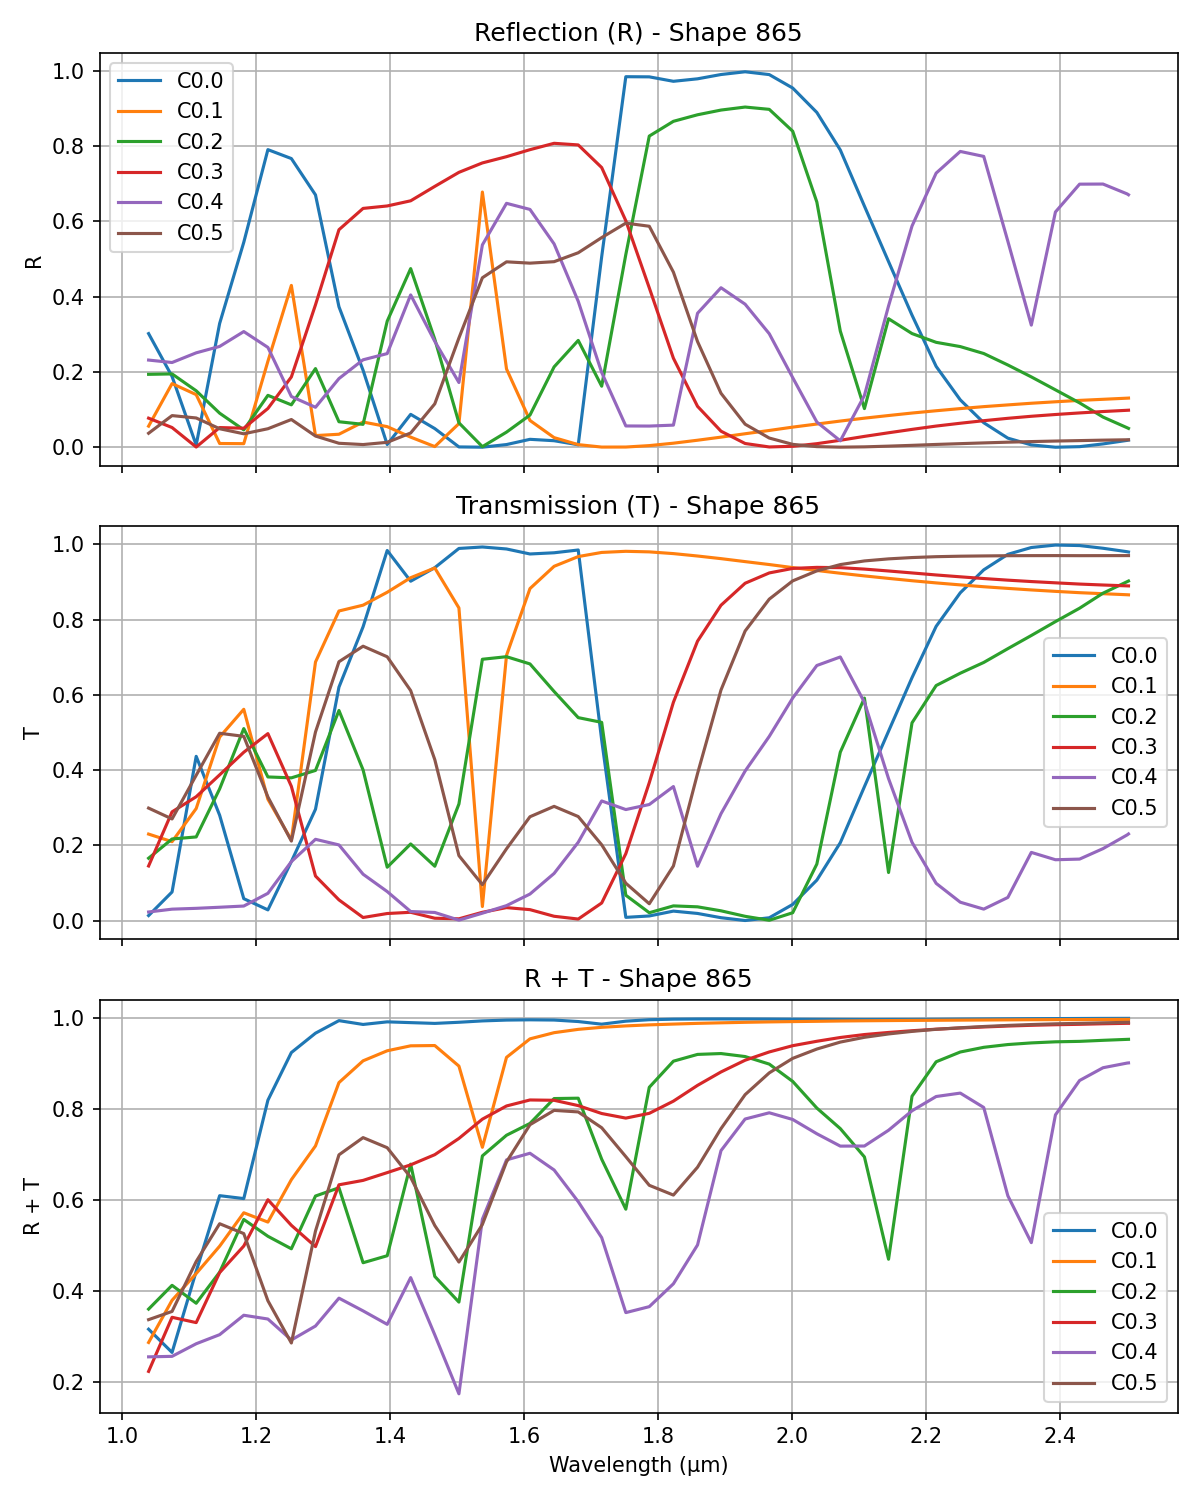 Reflection (R) - Shape 865
R
1.0
0.8
0.6
0.4
0.2
0.0
C0.0
C0.1
C0.2
C0.3
C0.4
C0.5
Transmission (T) - Shape 865
T
1.0
0.8
0.6
0.4
0.2
0.0
C0.0
C0.1
C0.2
C0.3
C0.4
C0.5
R + T - Shape 865
R + T
1.0
0.8
0.6
0.4
0.2
C0.0
C0.1
C0.2
C0.3
C0.4
C0.5
1.0 1.2 1.4 1.6 1.8 2.0 2.2 2.4
Wavelength (µm)